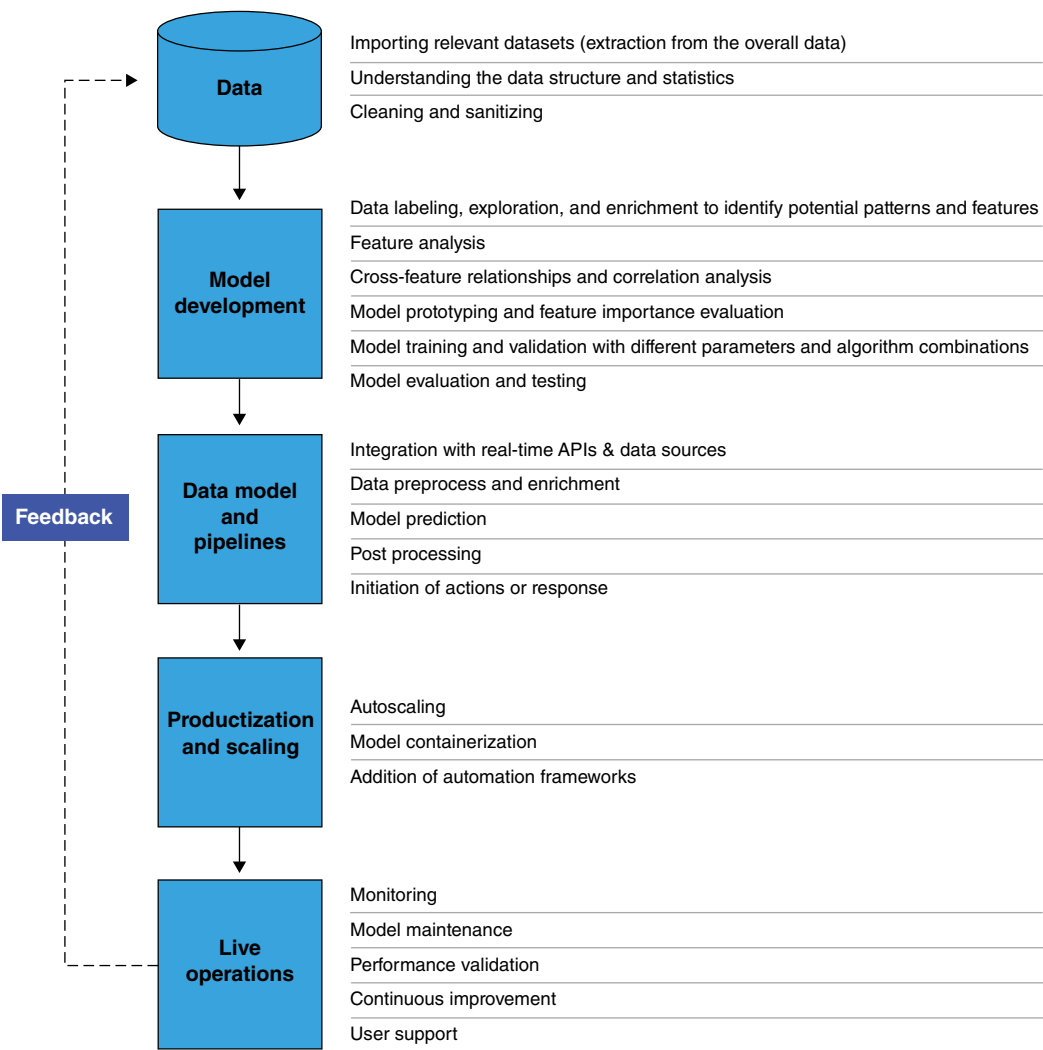 Data
Importing relevant datasets (extraction from the overall data)
Understanding the data structure and statistics
Cleaning and sanitizing
Model
development
Data labeling, exploration, and enrichment to identify potential patterns and features
Feature analysis
Cross-feature relationships and correlation analysis
Model prototyping and feature importance evaluation
Model training and validation with different parameters and algorithm combinations
Model evaluation and testing
Feedback
Data model
and
pipelines
Integration with real-time APIs & data sources
Data preprocess and enrichment
Model prediction
Post processing
Initiation of actions or response
Productization
and scaling
Autoscaling
Model containerization
Addition of automation frameworks
Live
operations
Monitoring
Model maintenance
Performance validation
Continuous improvement
User support